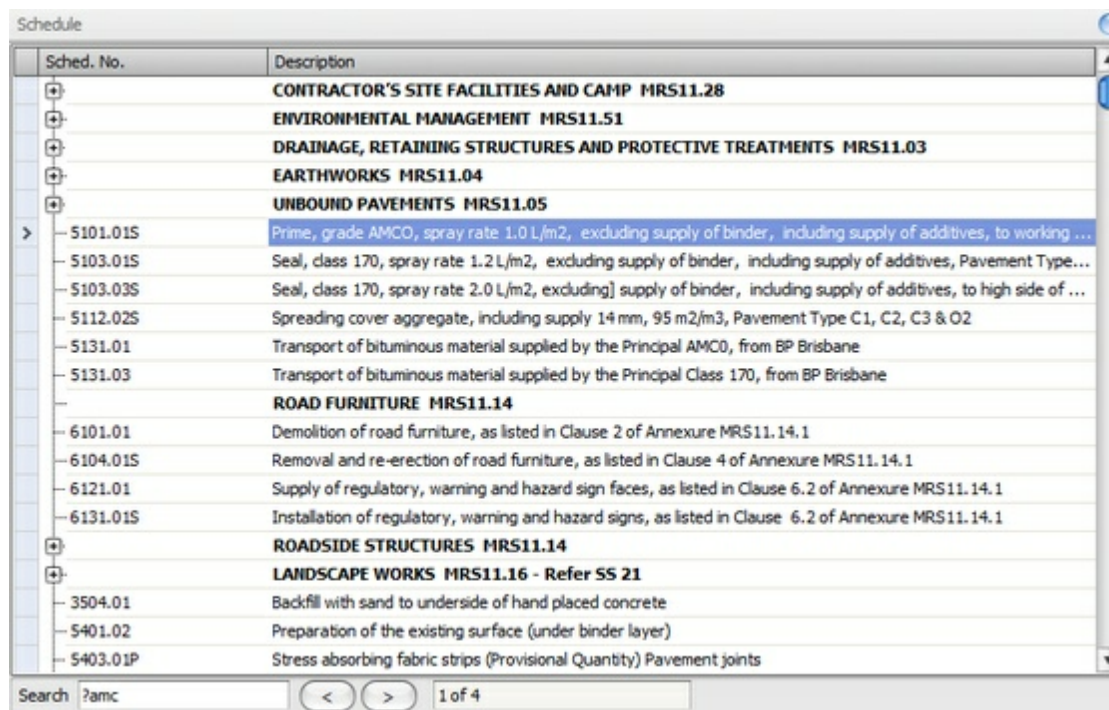 Schedule
Sched. No. Description
CONTRACTOR'S SITE FACILITIES AND CAMP MRS11.28
ENVIRONMENTAL MANAGEMENT MRS11.51
DRAINAGE, RETAINING STRUCTURES AND PROTECTIVE TREATMENTS MRS11.03
EARTHWORKS MRS11.04
UNBOUND PAVEMENTS MRS11.05
5101.01S Prime, grade AMCO, spray rate 1.0 L/m2, excluding supply of binder, including supply of additives, to working ...
5103.01S Seal, class 170, spray rate 1.2 L/m2, excluding supply of binder, including supply of additives, Pavement Type...
5103.03S Seal, class 170, spray rate 2.0 L/m2, excluding] supply of binder, including supply of additives, to high side of ...
5112.02S Spreading cover aggregate, including supply 14 mm, 95 m2/m3, Pavement Type C1, C2, C3 & O2
5131.01 Transport of bituminous material supplied by the Principal AMC0, from BP Brisbane
5131.03 Transport of bituminous material supplied by the Principal Class 170, from BP Brisbane
ROAD FURNITURE MRS11.14
6101.01 Demolition of road furniture, as listed in Clause 2 of Annexure MRS11.14.1
6104.01S Removal and re-erection of road furniture, as listed in Clause 4 of Annexure MRS11.14.1
6121.01 Supply of regulatory, warning and hazard sign faces, as listed in Clause 6.2 of Annexure MRS11.14.1
6131.01S Installation of regulatory, warning and hazard signs, as listed in Clause 6.2 of Annexure MRS11.14.1
ROADSIDE STRUCTURES MRS11.14
LANDSCAPE WORKS MRS11.16 - Refer SS 21
3504.01 Backfill with sand to underside of hand placed concrete
5401.02 Preparation of the existing surface (under binder layer)
5403.01P Stress absorbing fabric strips (Provisional Quantity) Pavement joints
Search ?amc < > 1 of 4